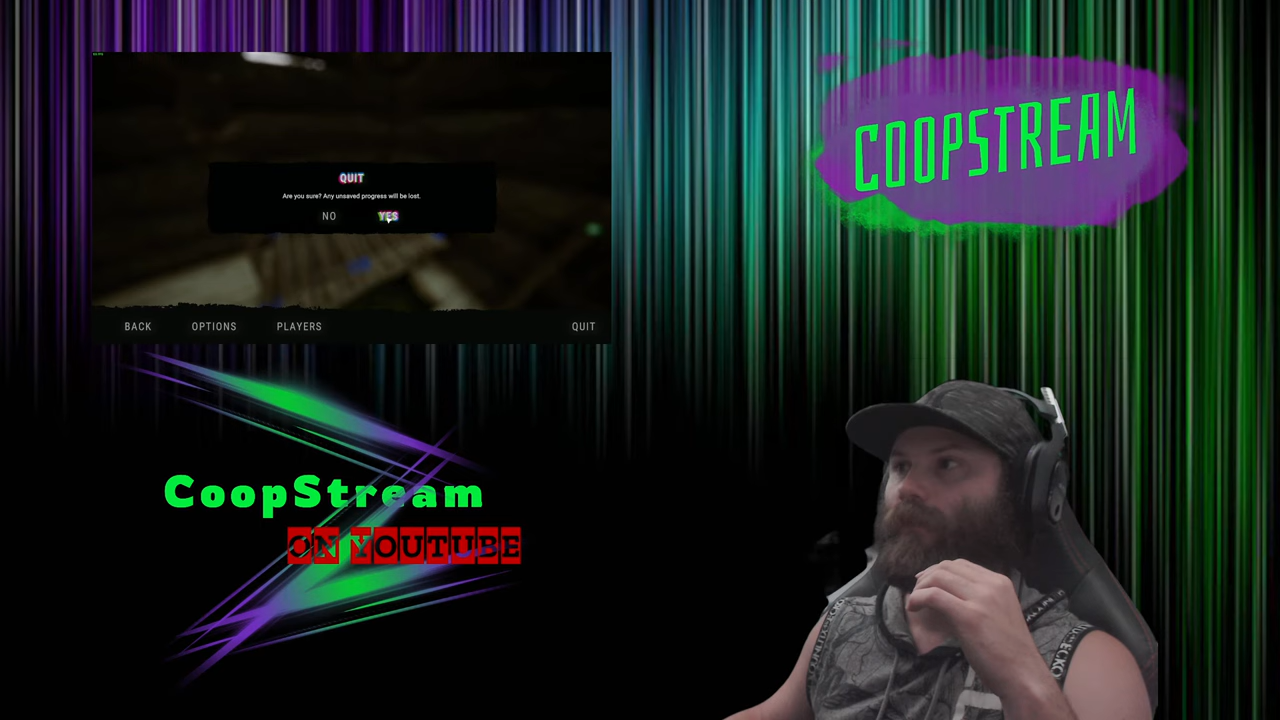 COOPSTREAM
QUIT
Are you sure? Any unsaved progress will be lost.
NO YES
BACK OPTIONS PLAYERS QUIT
CoopStream
ON YOUTUBE